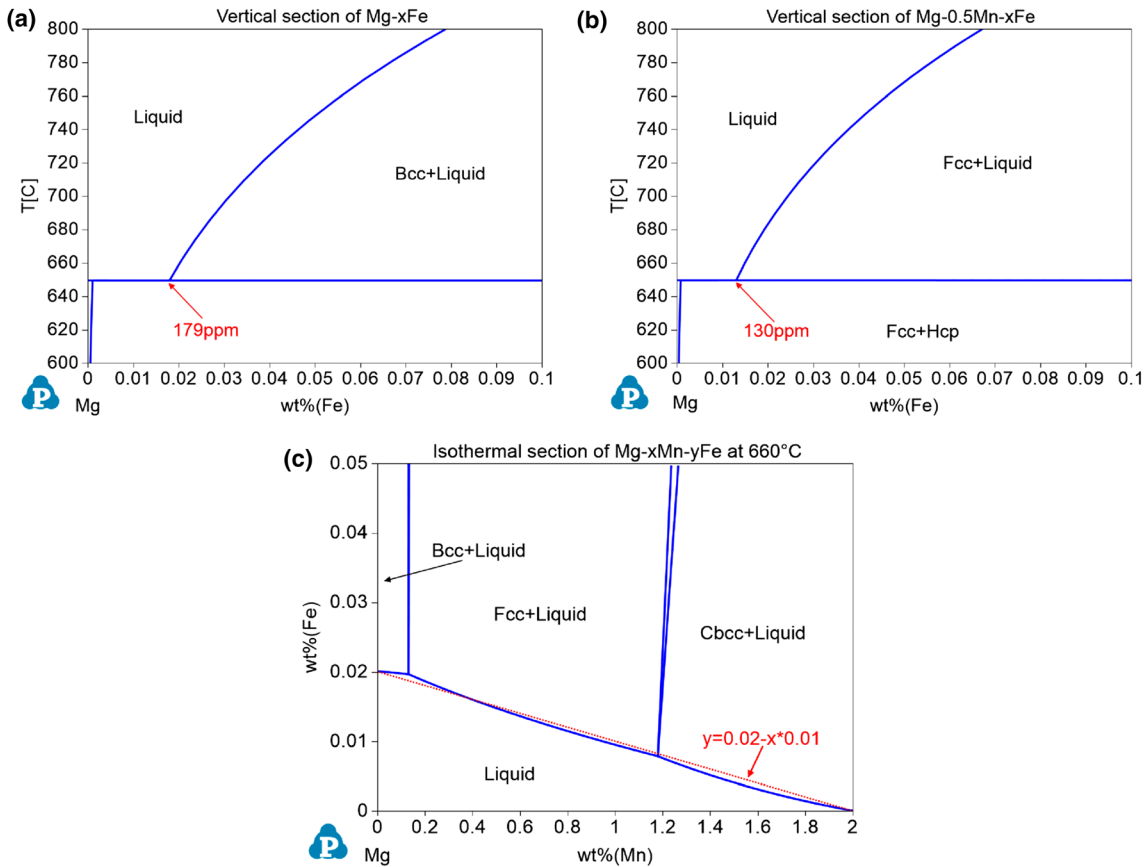 (a)
Vertical section of Mg-xFe
800
780
760
740
720
700
680
660
640
620
600
T[C]
Liquid
Bcc+Liquid
179ppm
0 0.01 0.02 0.03 0.04 0.05 0.06 0.07 0.08 0.09 0.1
P
Mg
wt%(Fe)
(b)
Vertical section of Mg-0.5Mn-xFe
800
780
760
740
720
700
680
660
640
620
600
T[C]
Liquid
Fcc+Liquid
130ppm
Fcc+Hcp
0 0.01 0.02 0.03 0.04 0.05 0.06 0.07 0.08 0.09 0.1
P
Mg
wt%(Fe)
(c)
Isothermal section of Mg-xMn-yFe at 660°C
0.05
0.04
0.03
0.02
0.01
0
wt%(Fe)
Bcc+Liquid
Fcc+Liquid
Cbcc+Liquid
y=0.02-x*0.01
Liquid
0 0.2 0.4 0.6 0.8 1.0 1.2 1.4 1.6 1.8 2
P
Mg
wt%(Mn)